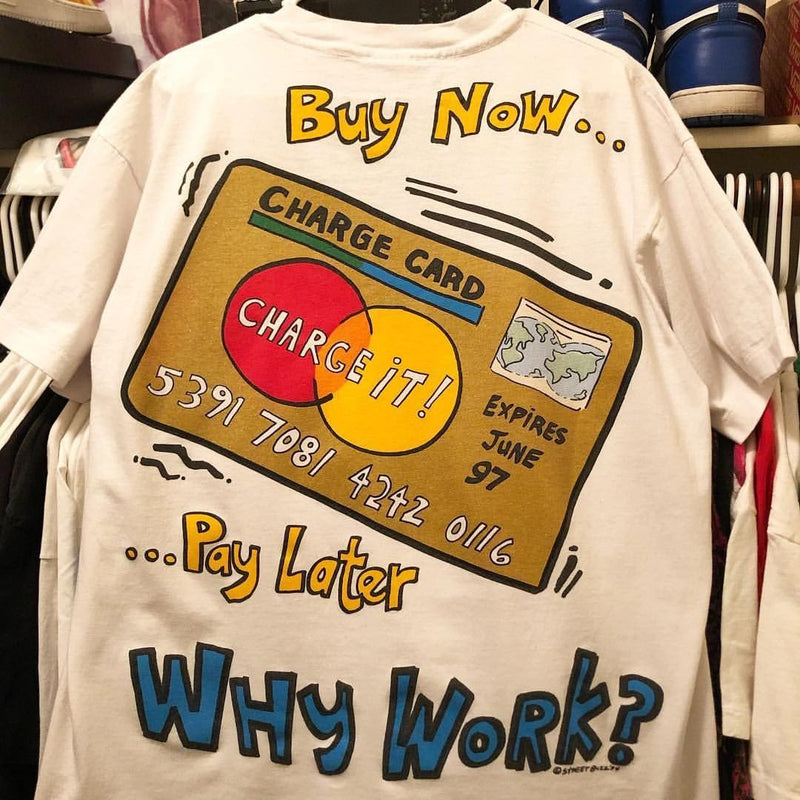 Buy Now...
CHARGE CARD
CHARGE iT!
EXPiRES
JUNE
97
5391 7081 4242 0116
...Pay Later
WHy WoRk?